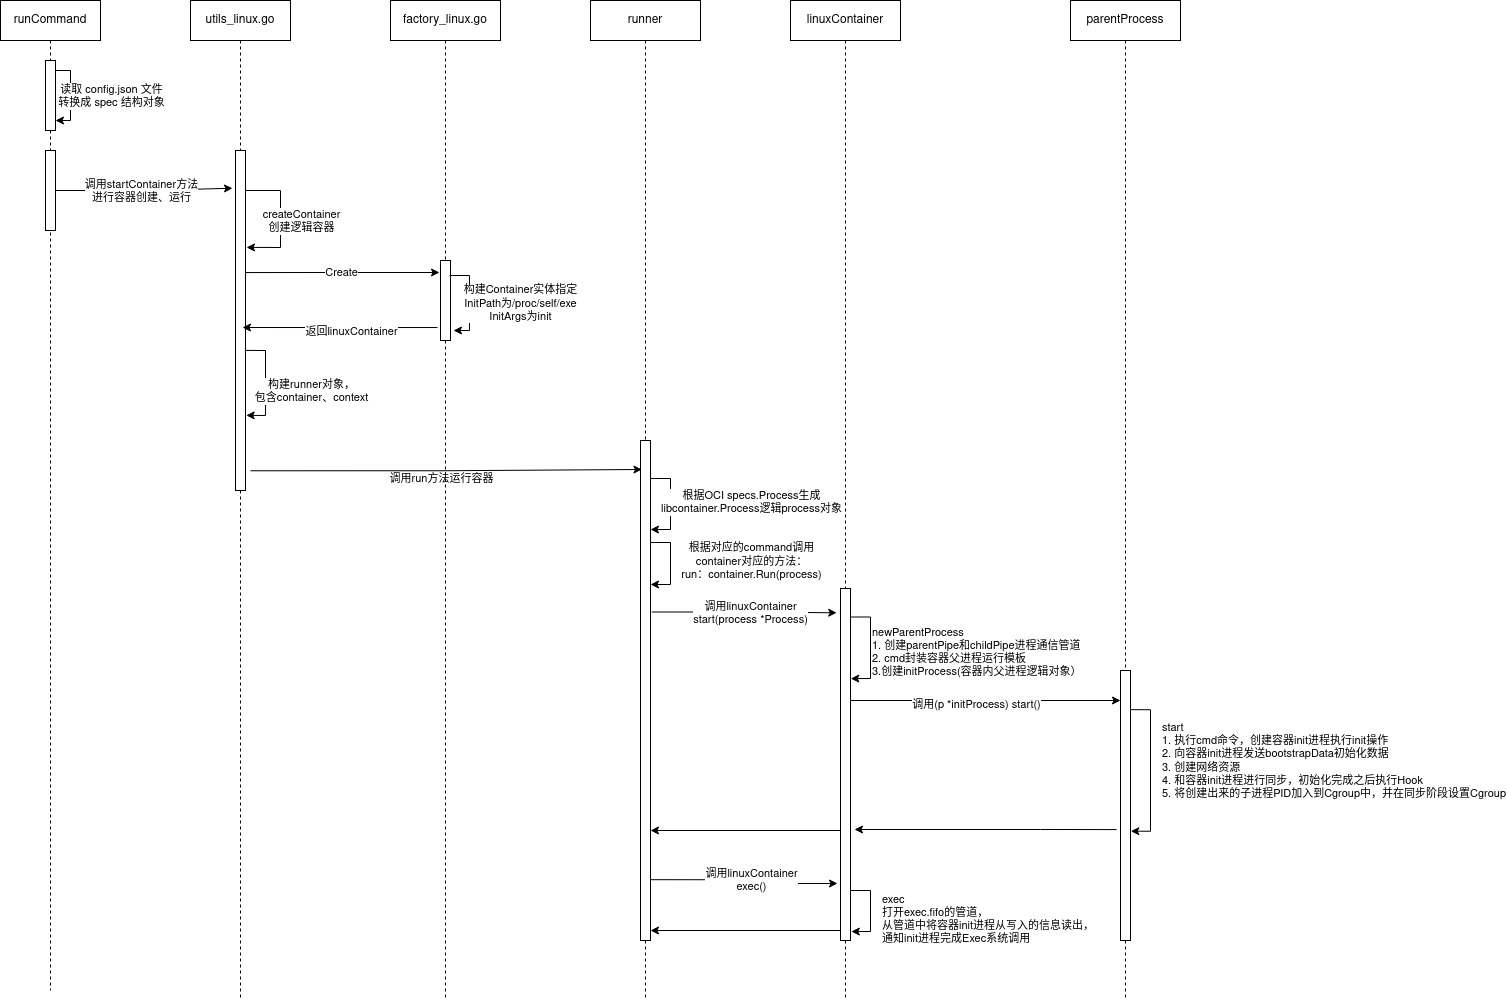 runCommand
utils_linux.go
factory_linux.go
runner
linuxContainer
parentProcess
读取 config.json 文件
转换成 spec 结构对象
调用startContainer方法
进行容器创建、运行
createContainer
创建逻辑容器
Create
构建Container实体指定
InitPath为/proc/self/exe
InitArgs为init
返回linuxContainer
构建runner对象，
包含container、context
调用run方法运行容器
根据OCI specs.Process生成
libcontainer.Process逻辑process对象
根据对应的command调用
container对应的方法：
run：container.Run(process)
调用linuxContainer
start(process *Process)
newParentProcess
1. 创建parentPipe和childPipe进程通信管道
2. cmd封装容器父进程运行模板
3.创建initProcess(容器内父进程逻辑对象）
调用(p *initProcess) start()
start
1. 执行cmd命令，创建容器init进程执行init操作
2. 向容器init进程发送bootstrapData初始化数据
3. 创建网络资源
4. 和容器init进程进行同步，初始化完成之后执行Hook
5. 将创建出来的子进程PID加入到Cgroup中，并在同步阶段设置Cgroup
调用linuxContainer
exec()
exec
打开exec.fifo的管道，
从管道中将容器init进程从写入的信息读出，
通知init进程完成Exec系统调用